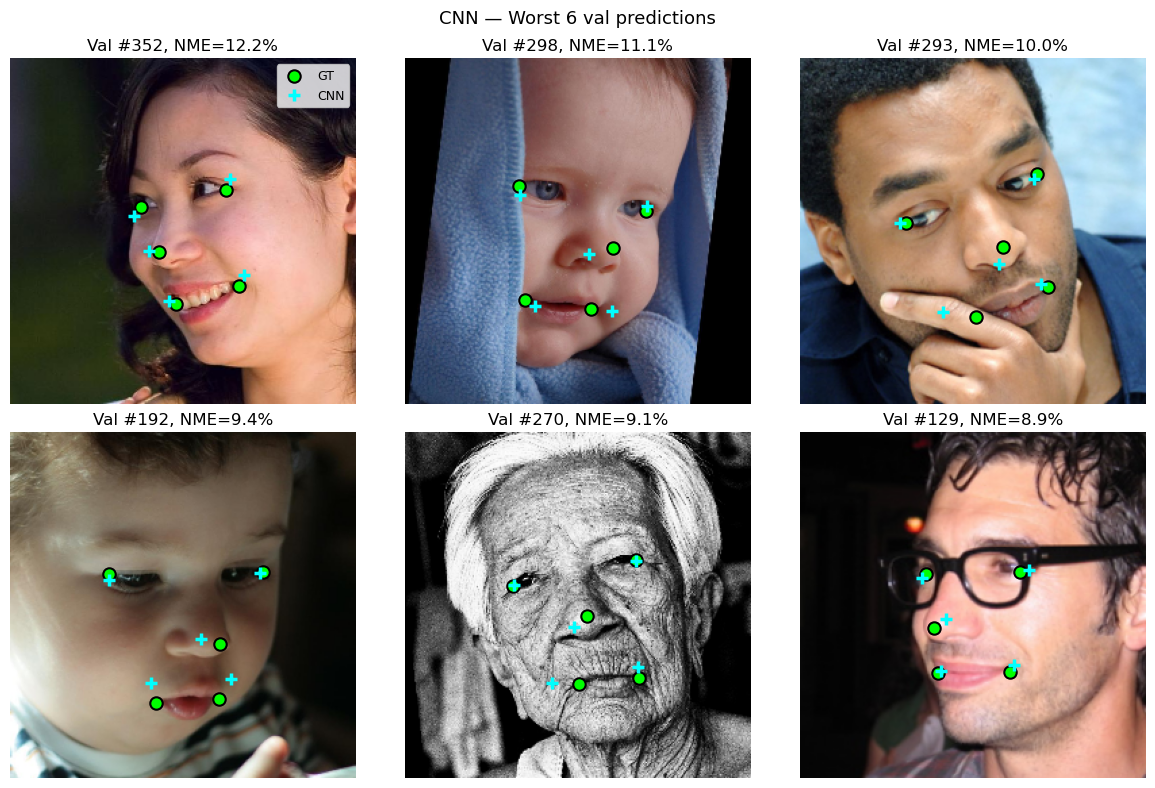 CNN — Worst 6 val predictions
Val #352, NME=12.2%
Val #298, NME=11.1%
Val #293, NME=10.0%
GT
CNN
Val #192, NME=9.4%
Val #270, NME=9.1%
Val #129, NME=8.9%